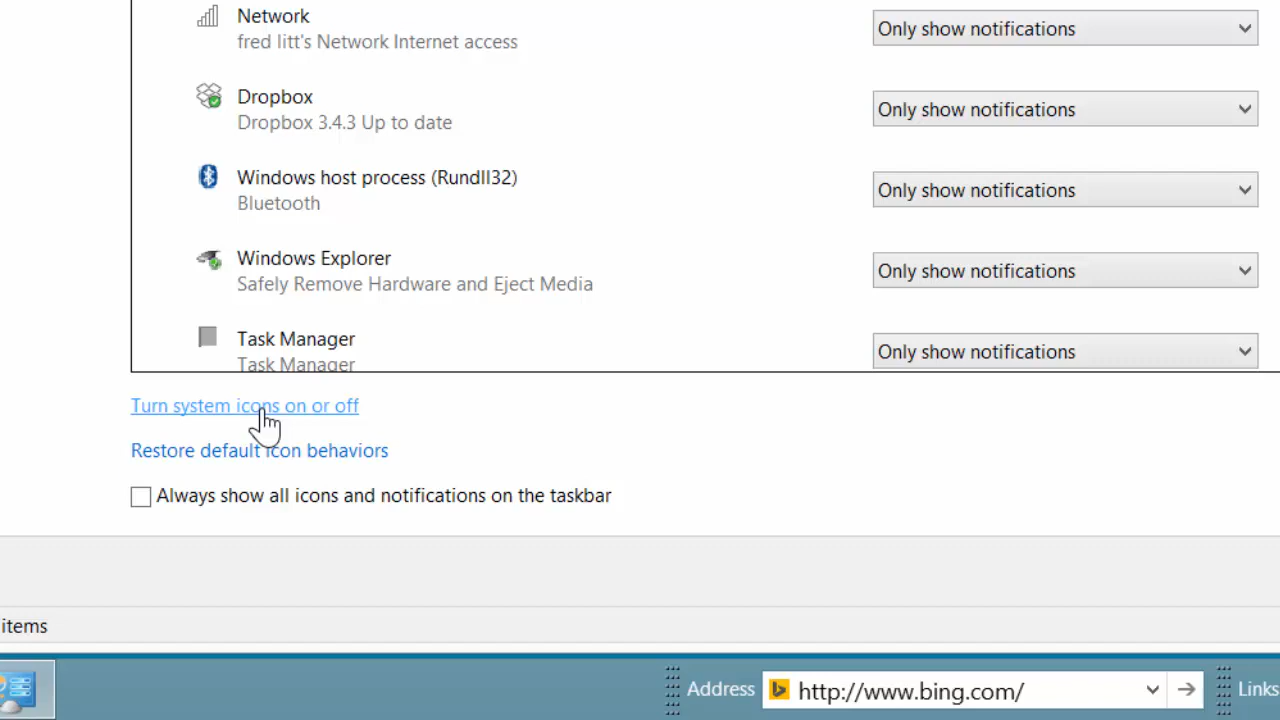 Network
fred litt's Network Internet access
Only show notifications
Dropbox
Dropbox 3.4.3 Up to date
Only show notifications
Windows host process (Rundll32)
Bluetooth
Only show notifications
Windows Explorer
Safely Remove Hardware and Eject Media
Only show notifications
Task Manager
Task Manager
Only show notifications
Turn system icons on or off
Restore default icon behaviors
Always show all icons and notifications on the taskbar
items
Address http://www.bing.com/ Links